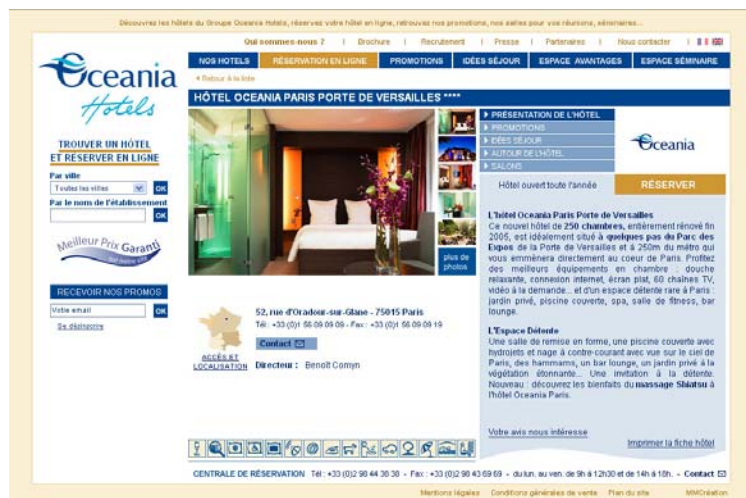 Découvrez les hôtels du Groupe Oceania Hotels, réservez votre hôtel en ligne, retrouvez nos promotions, nos salles pour vos réunions, séminaires...
Qui sommes-nous ? | Brochure | Recrutement | Presse | Partenaires | Nous contacter |
Oceania
Hotels
NOS HOTELS RÉSERVATION EN LIGNE PROMOTIONS IDÉES SÉJOUR ESPACE AVANTAGES ESPACE SÉMINAIRE
Retour à la liste
HÔTEL OCEANIA PARIS PORTE DE VERSAILLES ****
TROUVER UN HÔTEL
ET RÉSERVER EN LIGNE
Par ville
Toutes les villes OK
Par le nom de l'établissement
OK
Meilleur Prix Garanti
sur notre site
RECEVOIR NOS PROMOS
Votre email OK
Se désinscrire
plus de
photos
PRÉSENTATION DE L'HÔTEL
PROMOTIONS
IDÉES SÉJOUR
AUTOUR DE L'HÔTEL
SALONS
Oceania
Hôtel ouvert toute l'année RÉSERVER
L'hôtel Oceania Paris Porte de Versailles
Ce nouvel hôtel de 250 chambres, entièrement rénové fin
2005, est idéalement situé à quelques pas du Parc des
Expos de la Porte de Versailles et à 250m du métro qui
vous emmènera directement au coeur de Paris. Profitez
des meilleurs équipements en chambre : douche
relaxante, connexion internet, écran plat, 60 chaînes TV,
vidéo à la demande... et d'un espace détente rare à Paris :
jardin privé, piscine couverte, spa, salle de fitness, bar
lounge.
L'Espace Détente
Une salle de remise en forme, une piscine couverte avec
hydrojets et nage à contre-courant avec vue sur le ciel de
Paris, des hammams, un bar lounge, un jardin privé à la
végétation étonnante... Une invitation à la détente.
Nouveau : découvrez les bienfaits du massage Shiatsu à
l'hôtel Oceania Paris.
Votre avis nous intéresse
Imprimer la fiche hôtel
52, rue d'Oradour-sur-Glane - 75015 Paris
Tél : +33 (0)1 56 09 09 09 - Fax : +33 (0)1 56 09 09 19
Contact
ACCÈS ET
LOCALISATION
Directeur : Benoît Comyn
CENTRALE DE RÉSERVATION Tél : +33 (0)2 98 44 38 38 - Fax : +33 (0)2 98 43 69 69 - du lun. au ven. de 9h à 12h30 et de 14h à 18h. - Contact
Mentions légales Conditions générales de vente Plan du site MMCréation